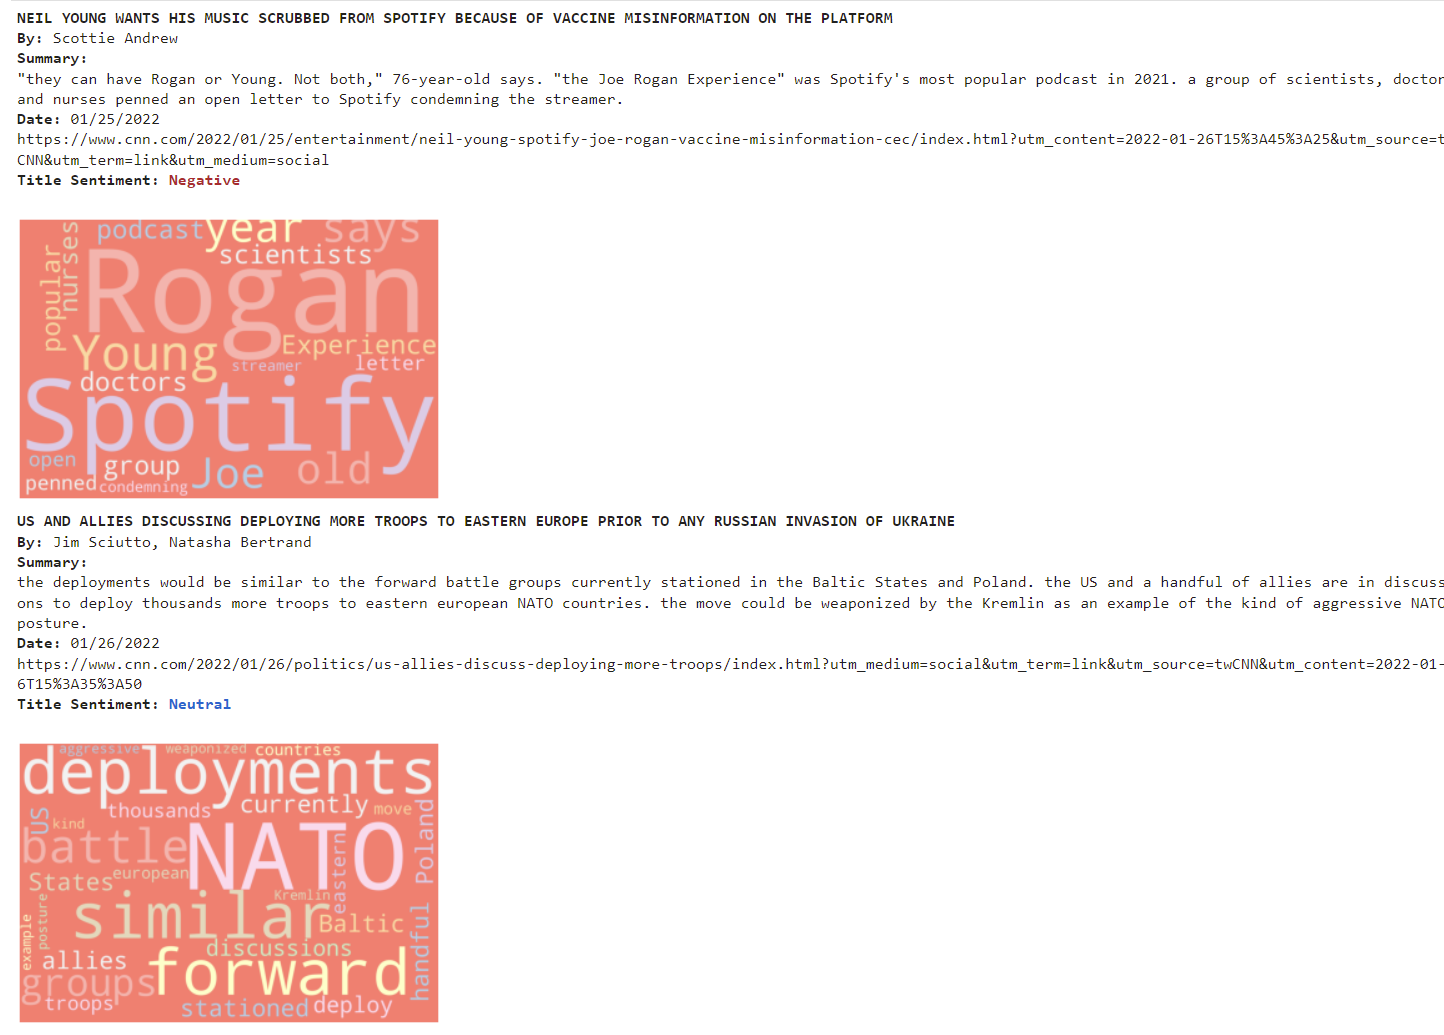 NEIL YOUNG WANTS HIS MUSIC SCRUBBED FROM SPOTIFY BECAUSE OF VACCINE MISINFORMATION ON THE PLATFORM
By: Scottie Andrew
Summary:
"they can have Rogan or Young. Not both," 76-year-old says. "the Joe Rogan Experience" was Spotify's most popular podcast in 2021. a group of scientists, doctor
and nurses penned an open letter to Spotify condemning the streamer.
Date: 01/25/2022
https://www.cnn.com/2022/01/25/entertainment/neil-young-spotify-joe-rogan-vaccine-misinformation-cec/index.html?utm_content=2022-01-26T15%3A45%3A25&utm_source=t
CNN&utm_term=link&utm_medium=social
Title Sentiment: Negative
podcast year says
nurses
scientists
popular
Rogan
Young Experience
streamer letter
doctors
Spotify
open group Joe old
penned condemning
US AND ALLIES DISCUSSING DEPLOYING MORE TROOPS TO EASTERN EUROPE PRIOR TO ANY RUSSIAN INVASION OF UKRAINE
By: Jim Sciutto, Natasha Bertrand
Summary:
the deployments would be similar to the forward battle groups currently stationed in the Baltic States and Poland. the US and a handful of allies are in discuss
ons to deploy thousands more troops to eastern european NATO countries. the move could be weaponized by the Kremlin as an example of the kind of aggressive NATO
posture.
Date: 01/26/2022
https://www.cnn.com/2022/01/26/politics/us-allies-discuss-deploying-more-troops/index.html?utm_medium=social&utm_term=link&utm_source=twCNN&utm_content=2022-01-
6T15%3A35%3A50
Title Sentiment: Neutral
aggressive weaponized countries
deployments
US thousands currently move
kind
battle NATO eastern Poland
States european
Kremlin
similar Baltic
example posture
discussions
allies forward handful
groups
troops stationed deploy